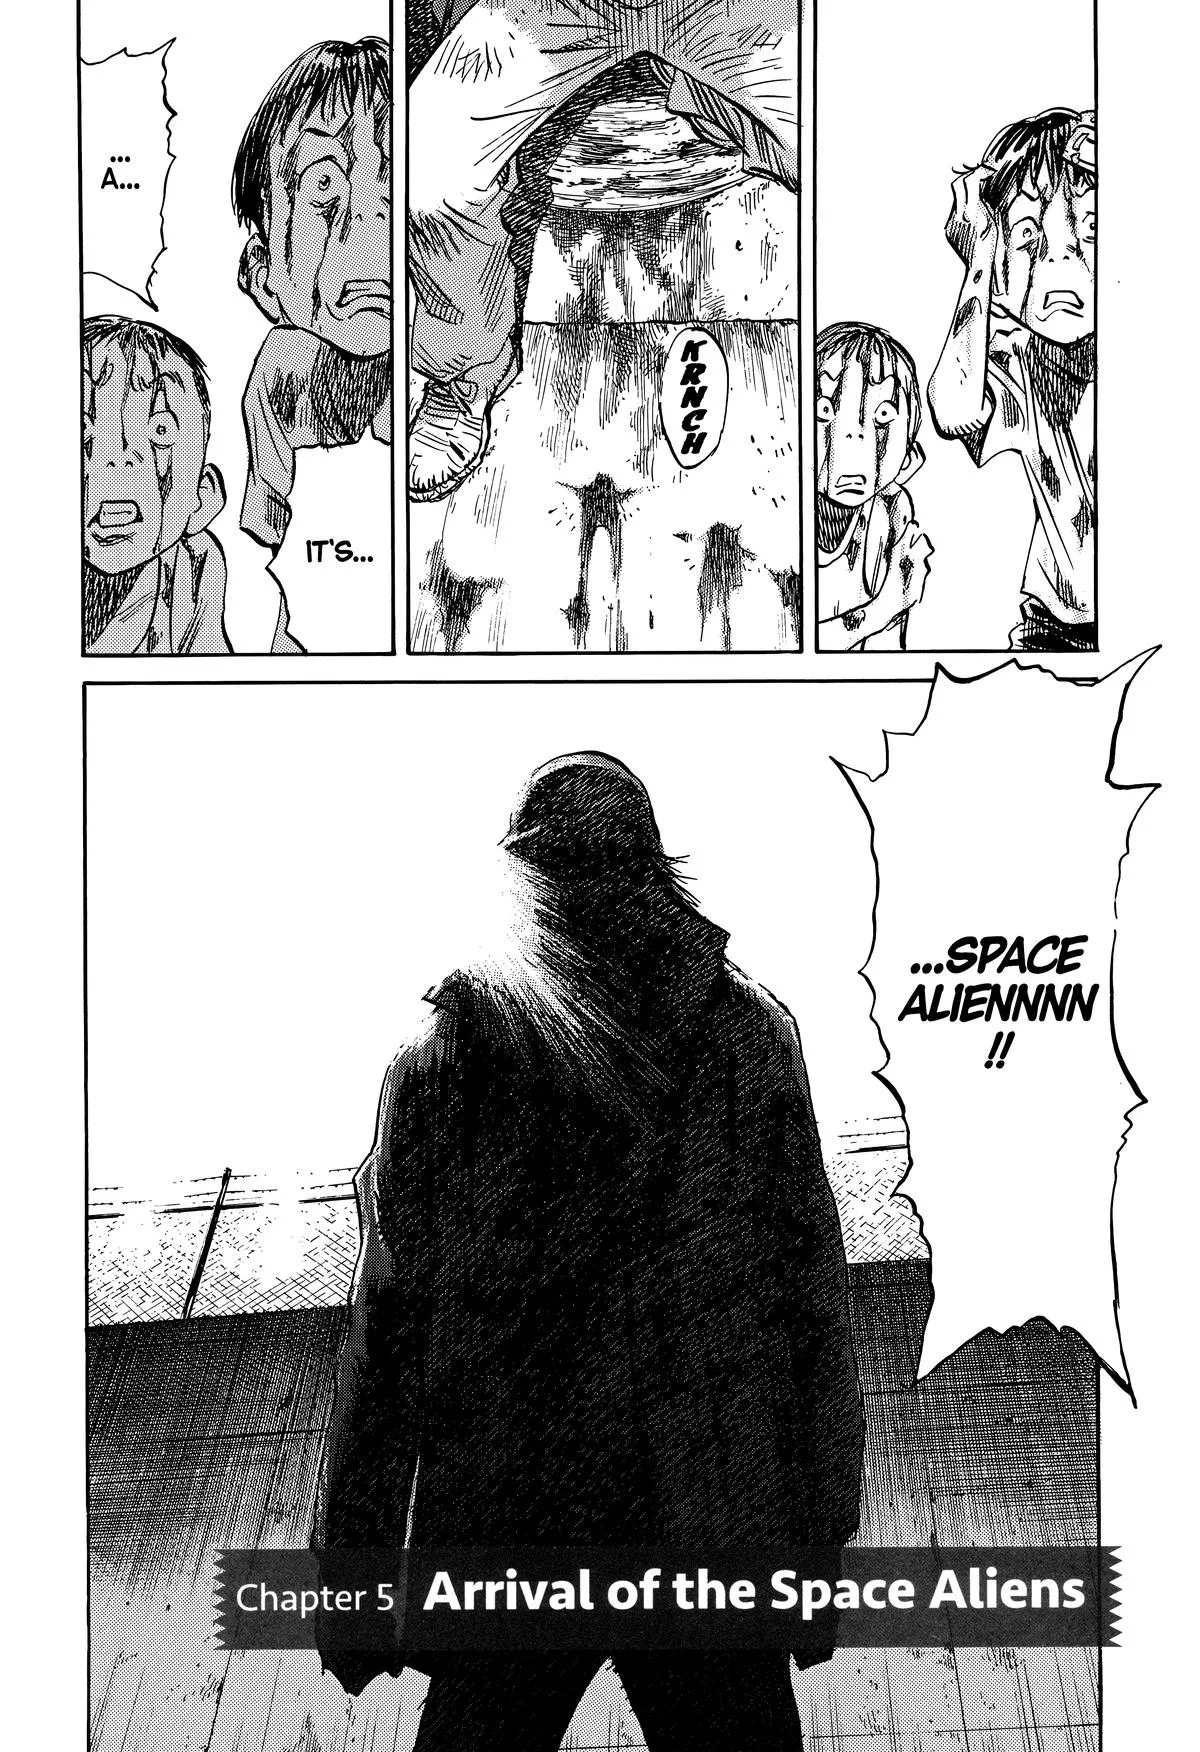 KRNCH
IT'S...
...
A...
...SPACE
ALIENNNN
!!
Chapter 5 Arrival of the Space Aliens